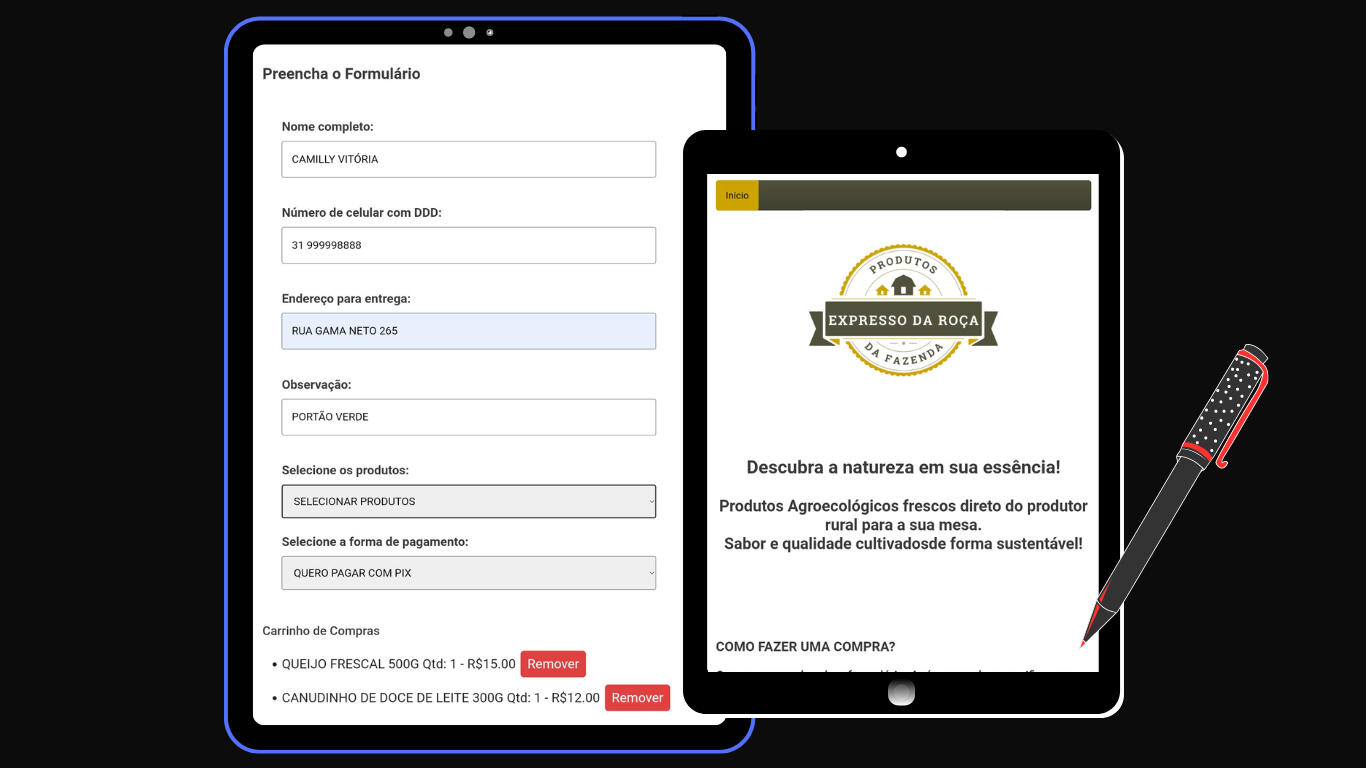 Preencha o Formulário
Nome completo:
CAMILLY VITÓRIA
Número de celular com DDD:
31 999998888
Endereço para entrega:
RUA GAMA NETO 265
Observação:
PORTÃO VERDE
Selecione os produtos:
SELECIONAR PRODUTOS
Selecione a forma de pagamento:
QUERO PAGAR COM PIX
Carrinho de Compras
• QUEIJO FRESCAL 500G Qtd: 1 - R$15.00 Remover
• CANUDINHO DE DOCE DE LEITE 300G Qtd: 1 - R$12.00 Remover
Início
PRODUTOS
EXPRESSO DA ROÇA
DA FAZENDA
Descubra a natureza em sua essência!
Produtos Agroecológicos frescos direto do produtor
rural para a sua mesa.
Sabor e qualidade cultivadosde forma sustentável!
COMO FAZER UMA COMPRA?